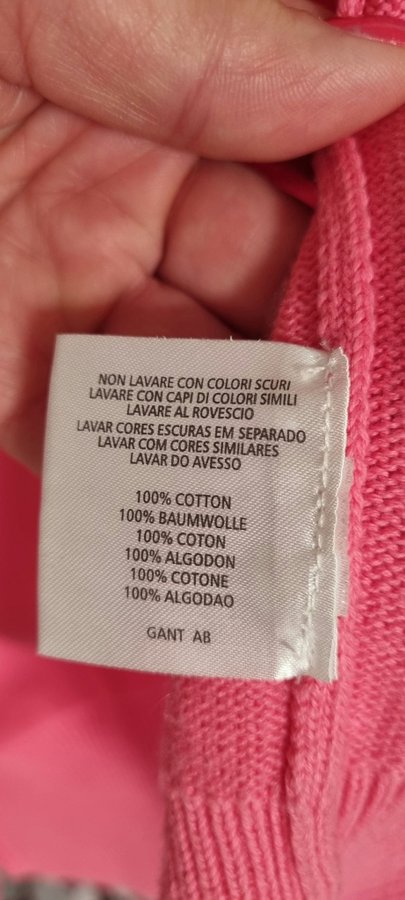 NON LAVARE CON COLORI SCURI
LAVARE CON CAPI DI COLORI SIMILI
LAVARE AL ROVESCIO
LAVAR CORES ESCURAS EM SEPARADO
LAVAR COM CORES SIMILARES
LAVAR DO AVESSO
100% COTTON
100% BAUMWOLLE
100% COTON
100% ALGODON
100% COTONE
100% ALGODAO
GANT AB